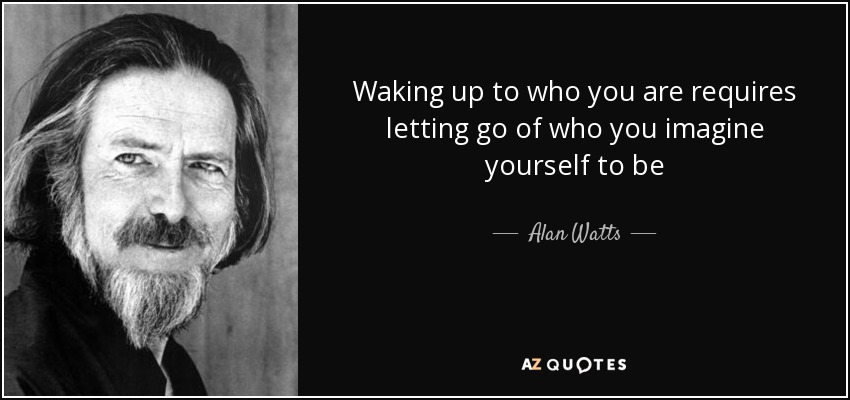 Waking up to who you are requires
letting go of who you imagine
yourself to be
Alan Watts
AZ QUOTES